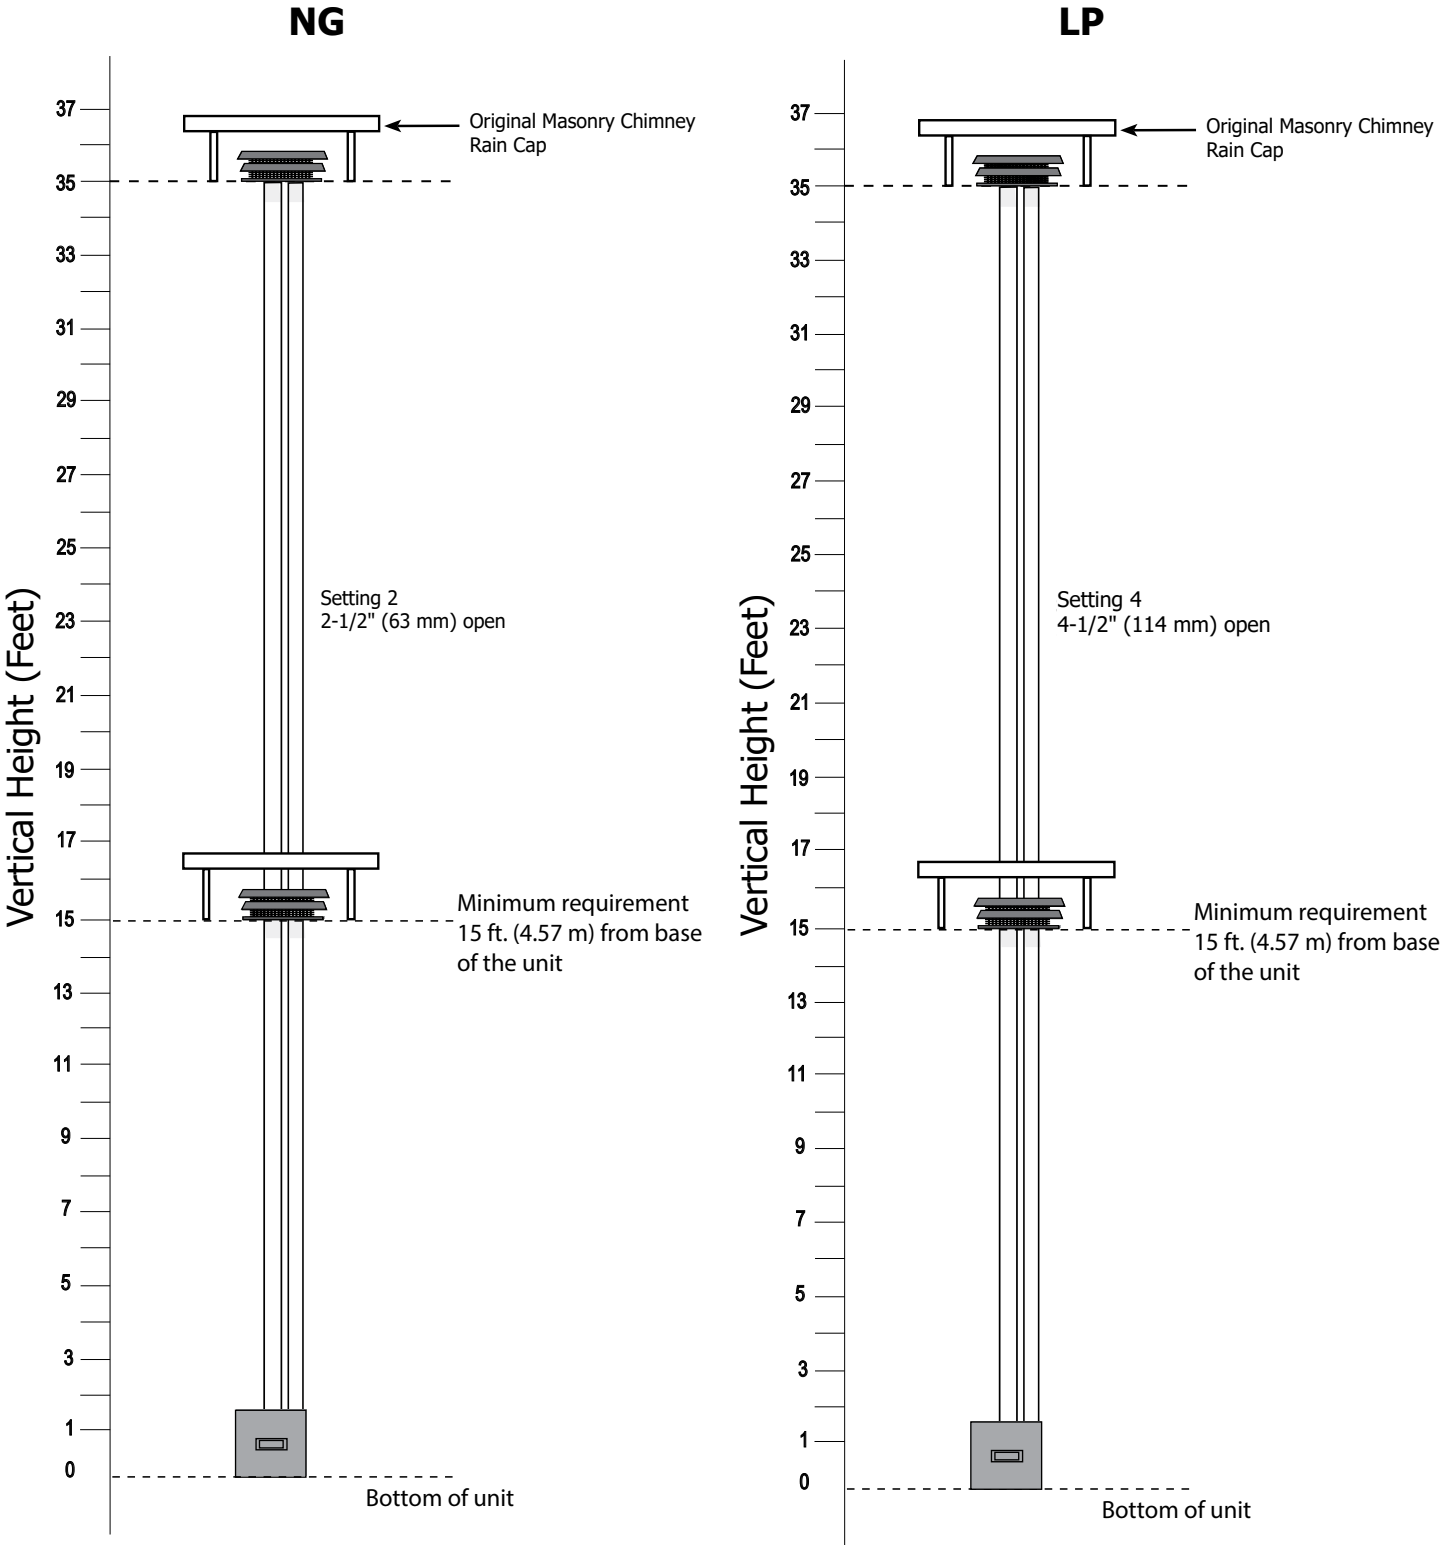 NG
37
35
33
31
29
27
25
23
21
19
17
15
13
11
9
7
5
3
1
0
Vertical Height (Feet)
Original Masonry Chimney
Rain Cap
Setting 2
2-1/2" (63 mm) open
Minimum requirement
15 ft. (4.57 m) from base
of the unit
Bottom of unit
LP
37
35
33
31
29
27
25
23
21
19
17
15
13
11
9
7
5
3
1
0
Vertical Height (Feet)
Original Masonry Chimney
Rain Cap
Setting 4
4-1/2" (114 mm) open
Minimum requirement
15 ft. (4.57 m) from base
of the unit
Bottom of unit